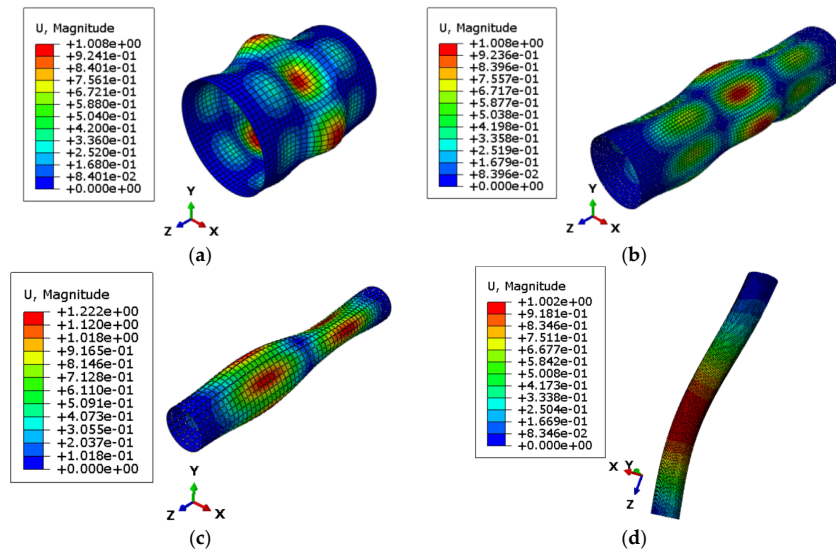 U, Magnitude
+1.008e+00
+9.241e-01
+8.401e-01
+7.561e-01
+6.721e-01
+5.880e-01
+5.040e-01
+4.200e-01
+3.360e-01
+2.520e-01
+1.680e-01
+8.401e-02
+0.000e+00
Y
Z
X
(a)
U, Magnitude
+1.008e+00
+9.236e-01
+8.396e-01
+7.557e-01
+6.717e-01
+5.877e-01
+5.038e-01
+4.198e-01
+3.358e-01
+2.519e-01
+1.679e-01
+8.396e-02
+0.000e+00
Y
Z
X
(b)
U, Magnitude
+1.222e+00
+1.120e+00
+1.018e+00
+9.165e-01
+8.146e-01
+7.128e-01
+6.110e-01
+5.091e-01
+4.073e-01
+3.055e-01
+2.037e-01
+1.018e-01
+0.000e+00
Y
Z
X
(c)
U, Magnitude
+1.002e+00
+9.181e-01
+8.346e-01
+7.511e-01
+6.677e-01
+5.842e-01
+5.008e-01
+4.173e-01
+3.338e-01
+2.504e-01
+1.669e-01
+8.346e-02
+0.000e+00
X
Y
Z
(d)